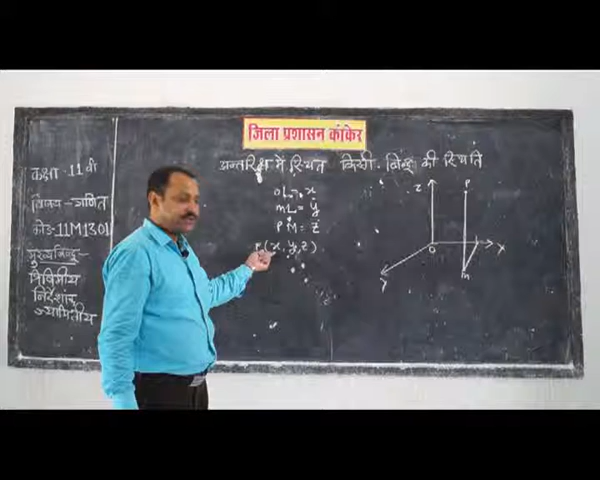 जिला प्रशासन कांकेर
अन्तरिक्ष में स्थित किसी बिन्दु की स्थिति
कक्षा - 11 वी
विषय - गणित
कोड - 11M1301
मुख्यबिन्दु :-
त्रिविमीय
निर्देशांक
ज्यामितीय
OL = x
mL = y
PM = z
P(x, y, z)
z
P
O
x
y
m